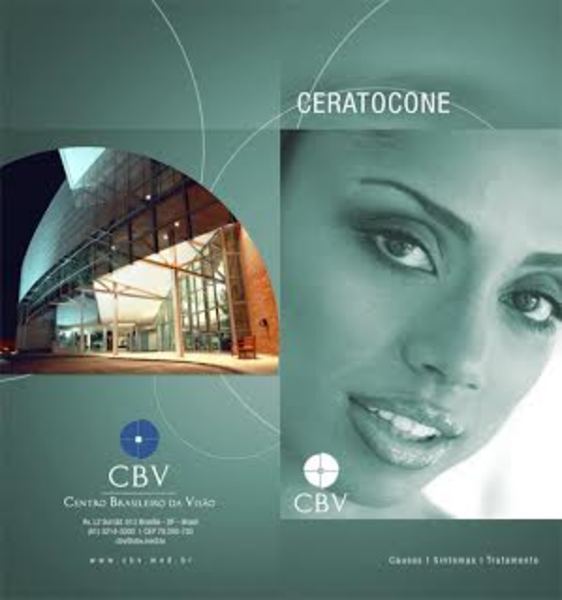 CERATOCONE
CBV
CENTRO BRASILEIRO DA VISÃO
www.cbv.med.br
CBV
Causas | Sintomas | Tratamento